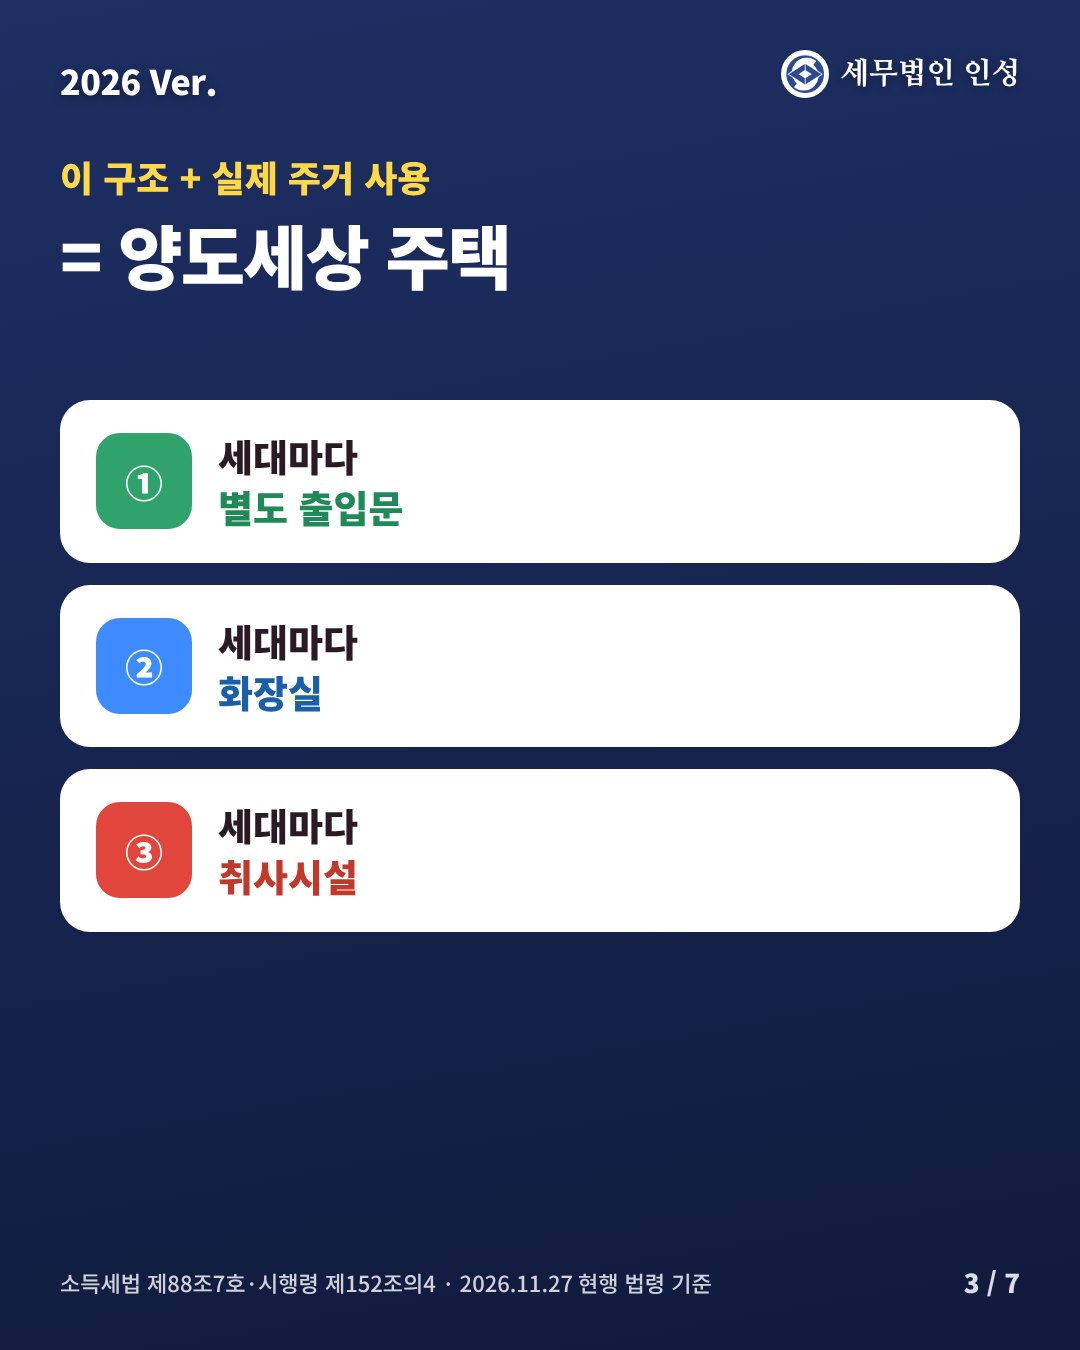 2026 Ver.
세무법인 인성
이 구조 + 실제 주거 사용
= 양도세상 주택
①
세대마다
별도 출입문
②
세대마다
화장실
③
세대마다
취사시설
소득세법 제88조7호·시행령 제152조의4 · 2026.11.27 현행 법령 기준
3 / 7